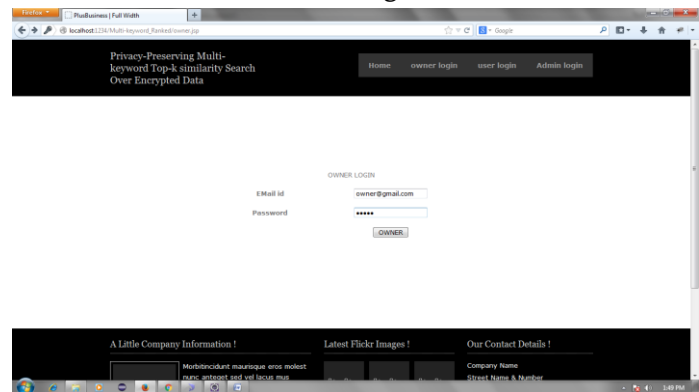 Firefox
PlusBusiness | Full Width
localhost:1234/Multi-keyword_Ranked/owner.jsp
Google
Privacy-Preserving Multi-
keyword Top-k similarity Search
Over Encrypted Data
Home owner login user login Admin login
OWNER LOGIN
EMail id owner@gmail.com
Password •••••
OWNER
A Little Company Information !
Morbitincidunt maurisque eros molest
nunc anteget sed vel lacus mus
Latest Flickr Images !
Our Contact Details !
Company Name
Street Name & Number
1:49 PM